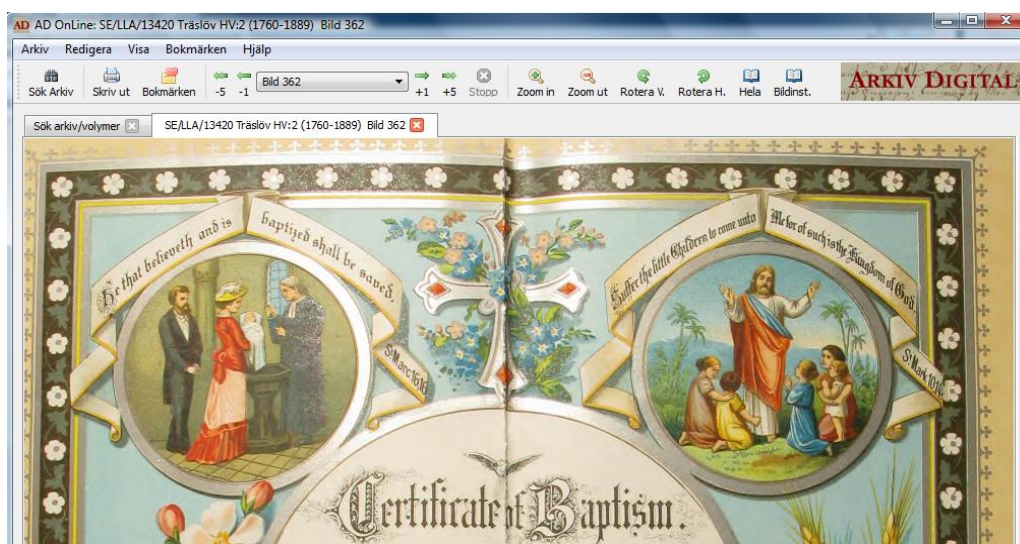 AD AD OnLine: SE/LLA/13420 Träslöv HV:2 (1760-1889) Bild 362
Arkiv Redigera Visa Bokmärken Hjälp
Sök Arkiv Skriv ut Bokmärken -5 -1 Bild 362 +1 +5 Stopp Zoom in Zoom ut Rotera V. Rotera H. Hela Bildinst. ARKIV DIGITAL
Sök arkiv/volymer SE/LLA/13420 Träslöv HV:2 (1760-1889) Bild 362
He that believeth and is baptized shall be saved.
St Marc 16.16
Suffer the little Children to come unto Me for of such is the Kingdom of God.
St Mark 10.14
Certificate of Baptism.